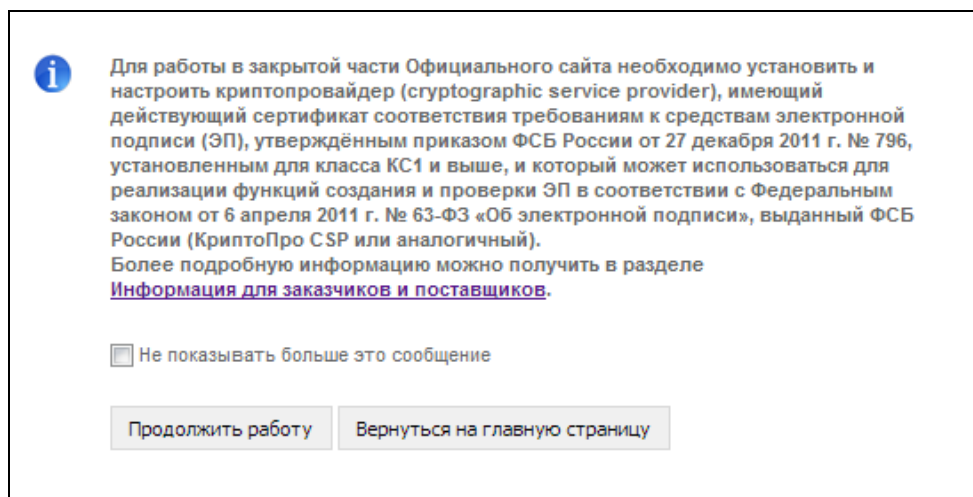 Для работы в закрытой части Официального сайта необходимо установить и
настроить криптопровайдер (cryptographic service provider), имеющий
действующий сертификат соответствия требованиям к средствам электронной
подписи (ЭП), утверждённым приказом ФСБ России от 27 декабря 2011 г. № 796,
установленным для класса КС1 и выше, и который может использоваться для
реализации функций создания и проверки ЭП в соответствии с Федеральным
законом от 6 апреля 2011 г. № 63-ФЗ «Об электронной подписи», выданный ФСБ
России (КриптоПро CSP или аналогичный).
Более подробную информацию можно получить в разделе
Информация для заказчиков и поставщиков.
Не показывать больше это сообщение
Продолжить работу
Вернуться на главную страницу